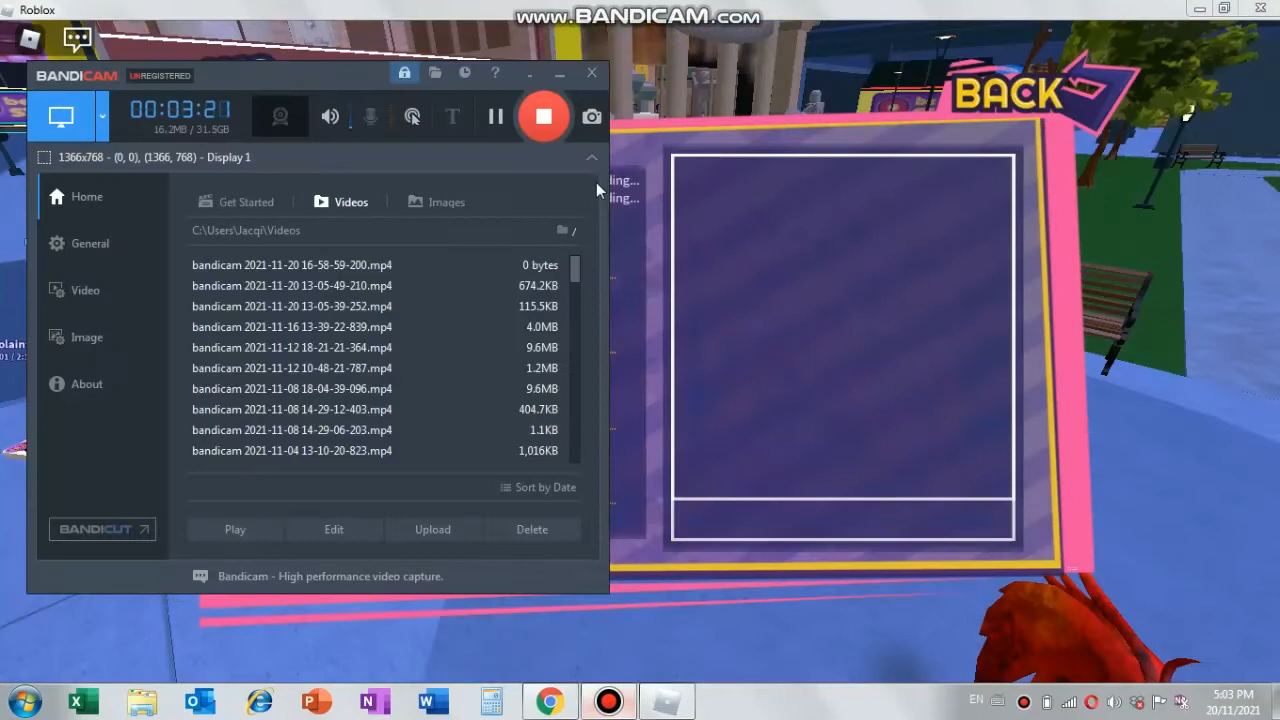 Roblox
www.BANDICAM.com
BANDICAM UNREGISTERED
?
BACK
00:03:21
16.2MB / 31.5GB
T
1366x768 - (0, 0), (1366, 768) - Display 1
Home
General
Video
Image
About
BANDICUT
Get Started
Videos
Images
C:\Users\Jacqi\Videos
/
bandicam 2021-11-20 16-58-59-200.mp4 0 bytes
bandicam 2021-11-20 13-05-49-210.mp4 674.2KB
bandicam 2021-11-20 13-05-39-252.mp4 115.5KB
bandicam 2021-11-16 13-39-22-839.mp4 4.0MB
bandicam 2021-11-12 18-21-21-364.mp4 9.6MB
bandicam 2021-11-12 10-48-21-787.mp4 1.2MB
bandicam 2021-11-08 18-04-39-096.mp4 9.6MB
bandicam 2021-11-08 14-29-12-403.mp4 404.7KB
bandicam 2021-11-08 14-29-06-203.mp4 1.1KB
bandicam 2021-11-04 13-10-20-823.mp4 1,016KB
Sort by Date
Play Edit Upload Delete
Bandicam - High performance video capture.
ding...
ding...
EN
5:03 PM
20/11/2021